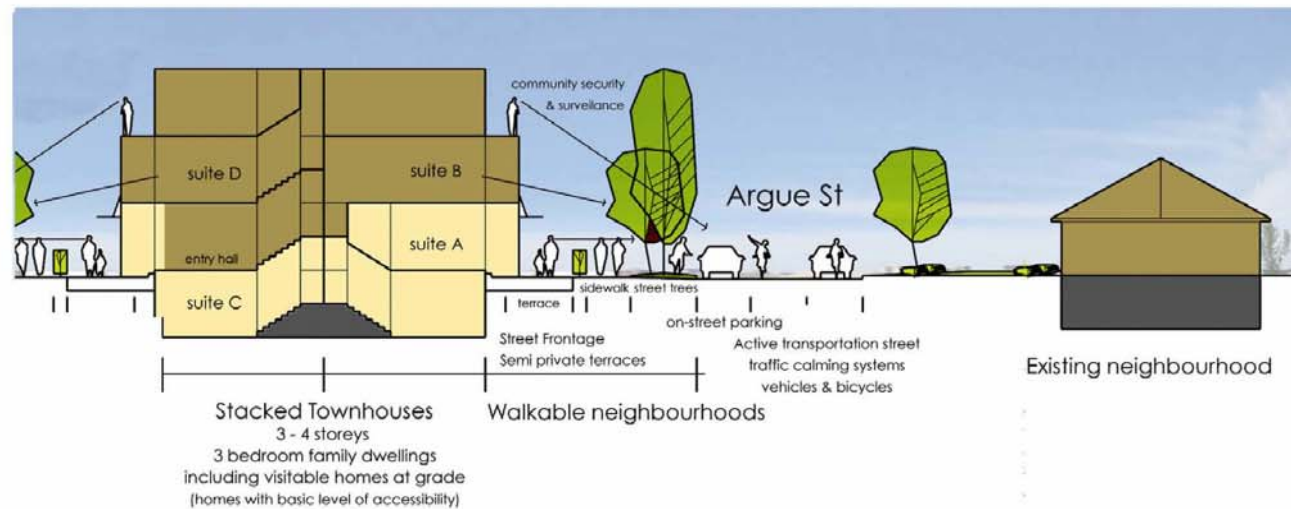 community security
& surveilance
suite D
suite B
Argue St
suite A
entry hall
suite C
sidewalk street trees
terrace
on-street parking
Street Frontage
Semi private terraces
Active transportation street
traffic calming systems
vehicles & bicycles
Existing neighbourhood
Stacked Townhouses
3 - 4 storeys
3 bedroom family dwellings
including visitable homes at grade
(homes with basic level of accessibility)
Walkable neighbourhoods